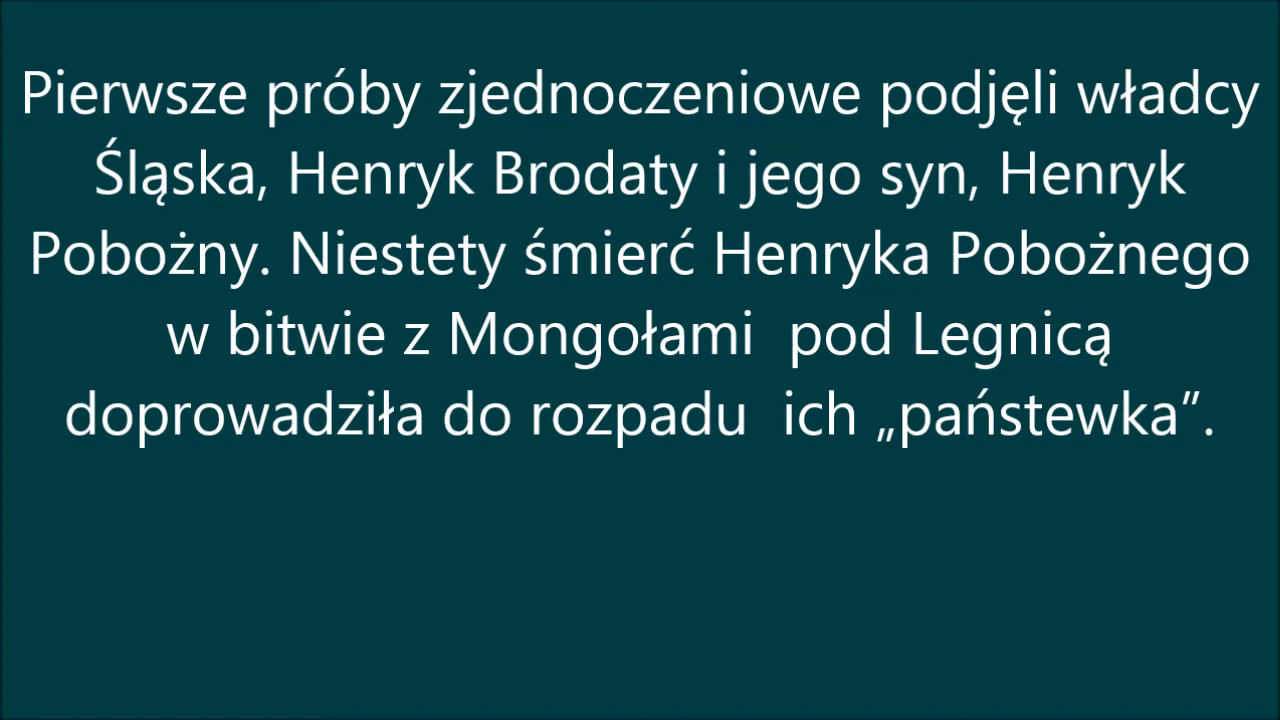 Pierwsze próby zjednoczeniowe podjęli władcy
Śląska, Henryk Brodaty i jego syn, Henryk
Pobożny. Niestety śmierć Henryka Pobożnego
w bitwie z Mongołami  pod Legnicą
doprowadziła do rozpadu  ich „państewka”.